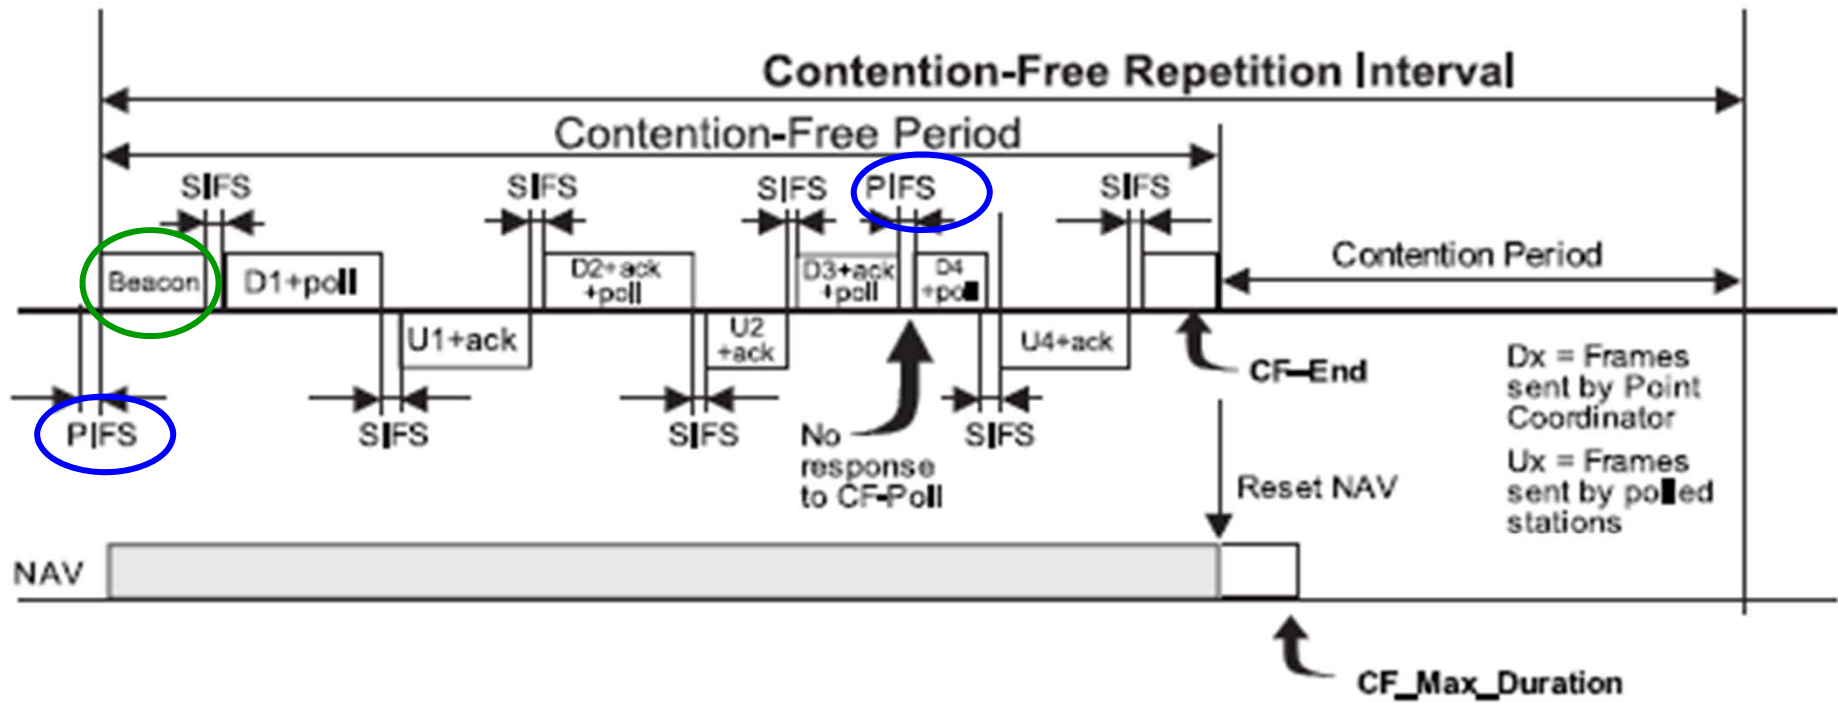 Contention-Free Repetition Interval
Contention-Free Period
SIFS
SIFS
SIFS
PIFS
SIFS
Contention Period
Beacon
D1+poll
D2+ack
+poll
D3+ack
+poll
D4
+poll
U1+ack
U2
+ack
U4+ack
CF-End
PIFS
SIFS
SIFS
No
response
to CF-Poll
SIFS
Dx = Frames
sent by Point
Coordinator
Ux = Frames
sent by polled
stations
Reset NAV
NAV
CF_Max_Duration